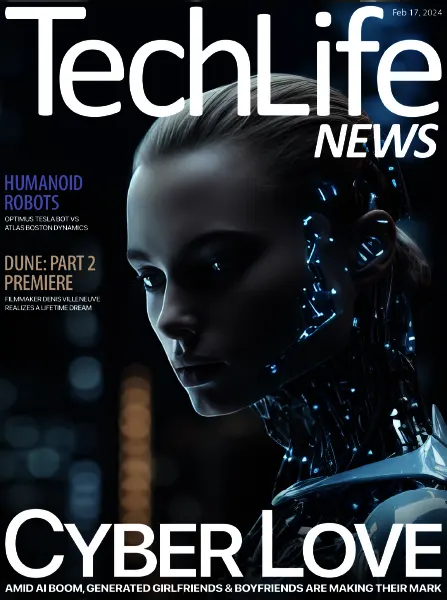 Feb 17, 2024
TechLife
NEWS
HUMANOID
ROBOTS
OPTIMUS TESLA BOT VS
ATLAS BOSTON DYNAMICS
DUNE: PART 2
PREMIERE
FILMMAKER DENIS VILLENEUVE
REALIZES A LIFETIME DREAM
CYBER LOVE
AMID AI BOOM, GENERATED GIRLFRIENDS & BOYFRIENDS ARE MAKING THEIR MARK